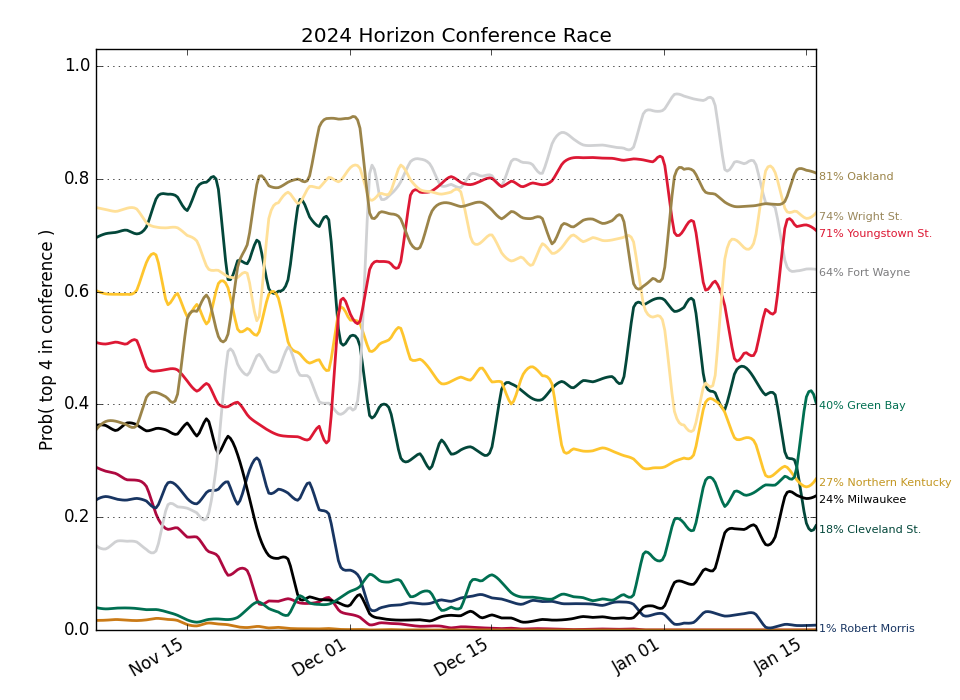 2024 Horizon Conference Race
Prob( top 4 in conference )
1.0
0.8
0.6
0.4
0.2
0.0
Nov 15
Dec 01
Dec 15
Jan 01
Jan 15
81% Oakland
74% Wright St.
71% Youngstown St.
64% Fort Wayne
40% Green Bay
27% Northern Kentucky
24% Milwaukee
18% Cleveland St.
1% Robert Morris